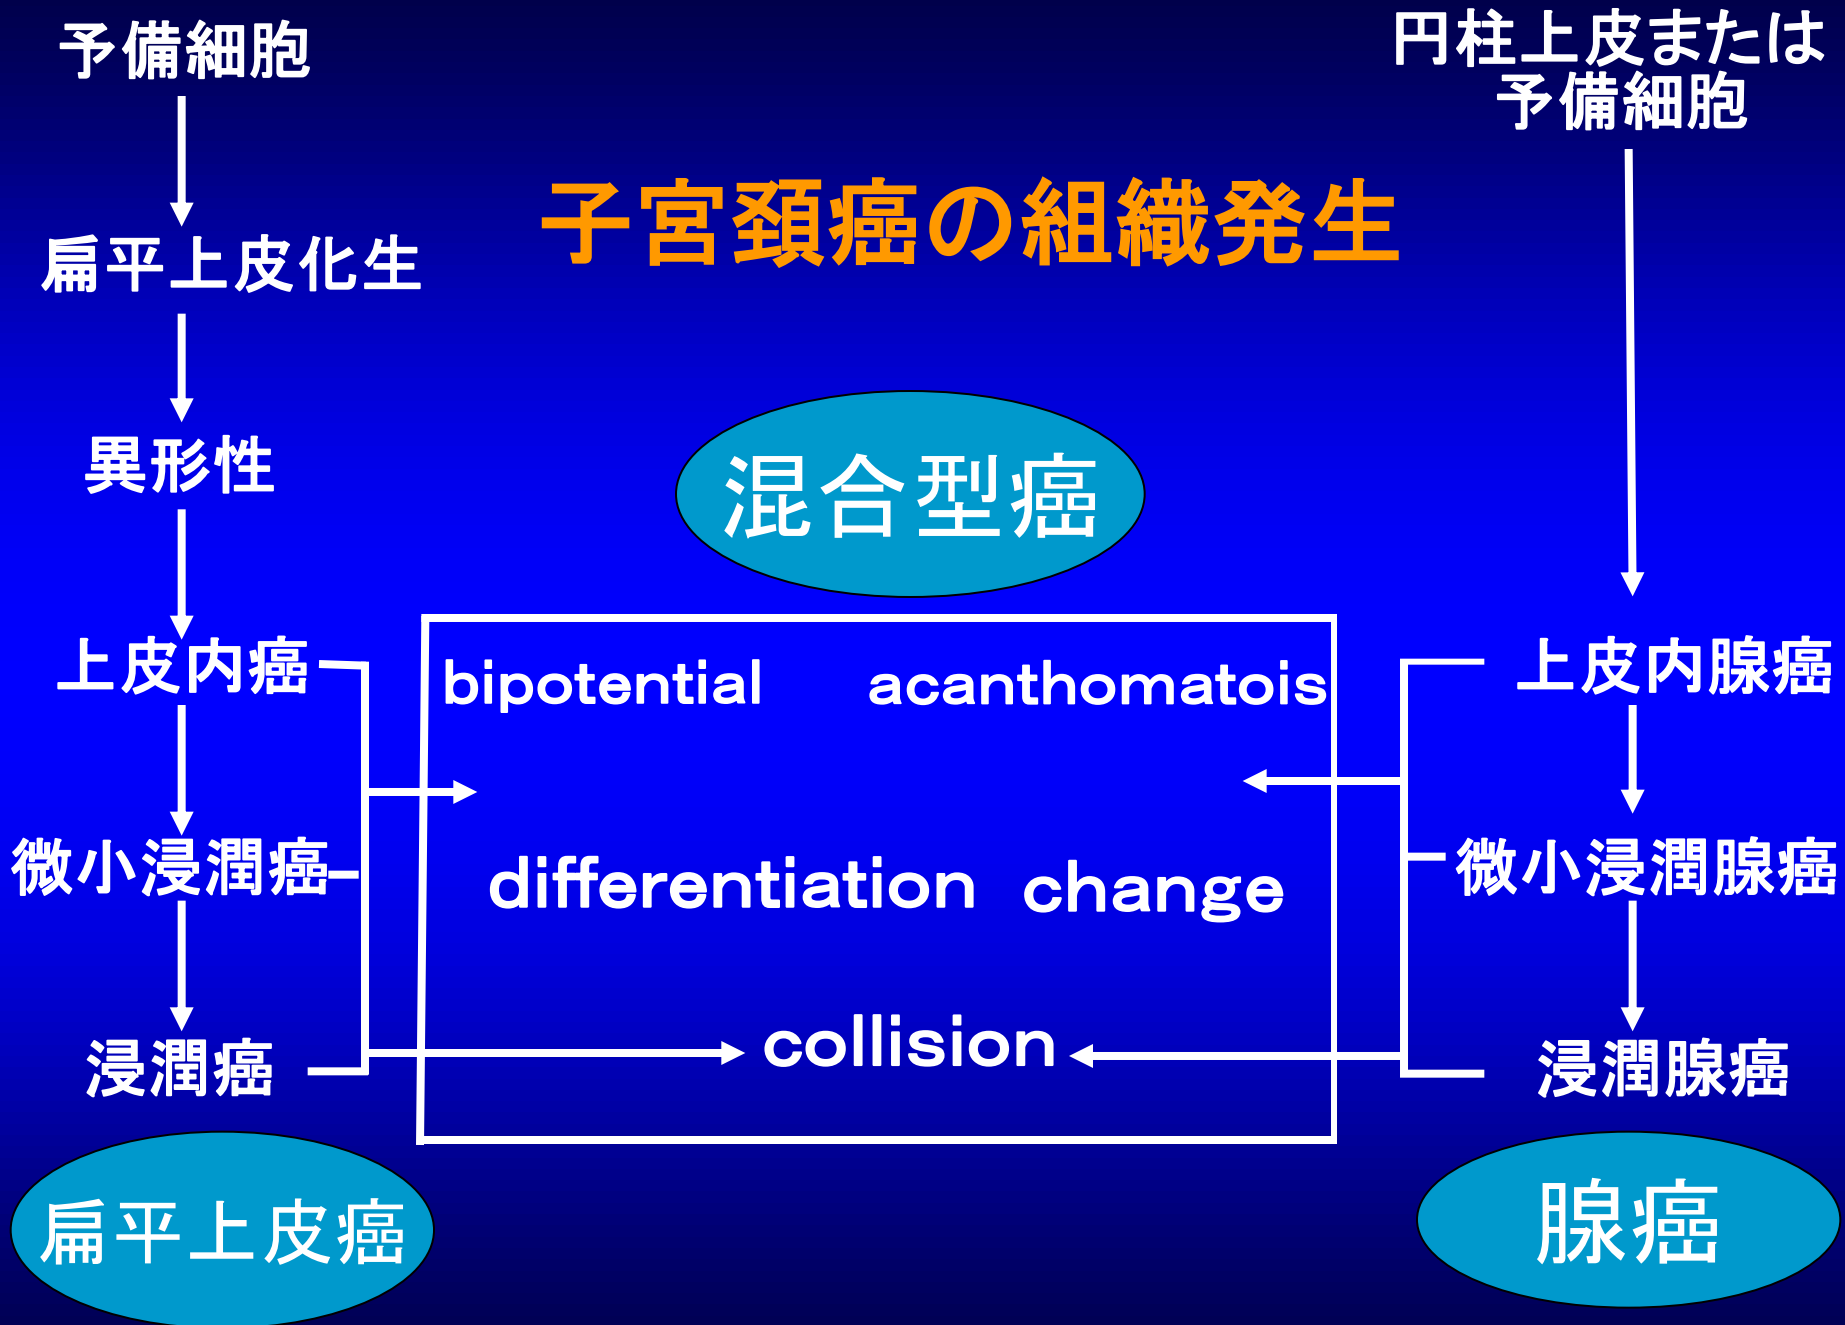 予備細胞
円柱上皮または
予備細胞
子宮頚癌の組織発生
扁平上皮化生
異形性
混合型癌
上皮内癌
bipotential acanthomatois
上皮内腺癌
微小浸潤癌
differentiation change
微小浸潤腺癌
浸潤癌
collision
浸潤腺癌
扁平上皮癌
腺癌